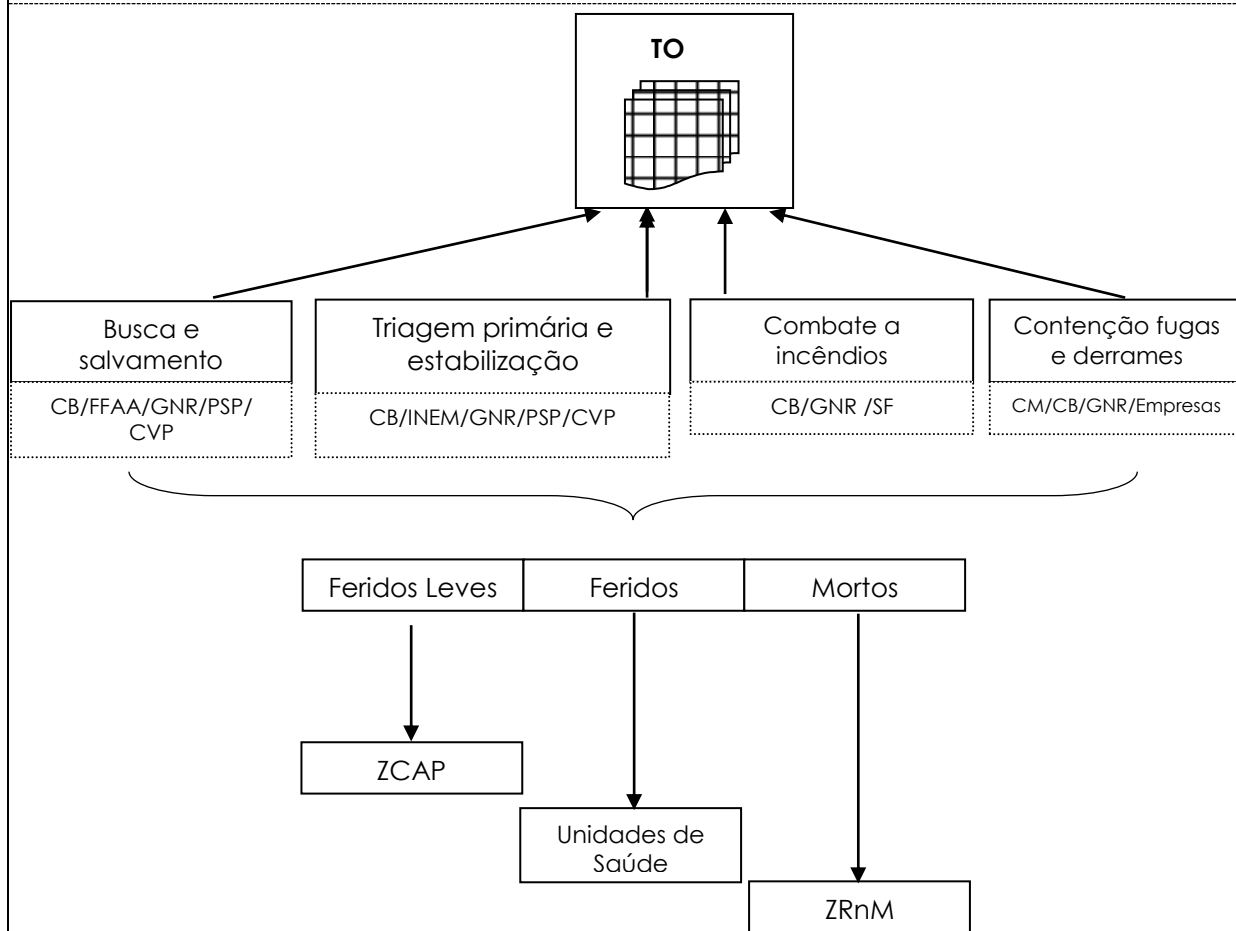 TO
Busca e
salvamento
CB/FFAA/GNR/PSP/
CVP
Triagem primária e
estabilização
CB/INEM/GNR/PSP/CVP
Combate a
incêndios
CB/GNR /SF
Contenção fugas
e derrames
CM/CB/GNR/Empresas
Feridos Leves
Feridos
Mortos
ZCAP
Unidades de
Saúde
ZRnM